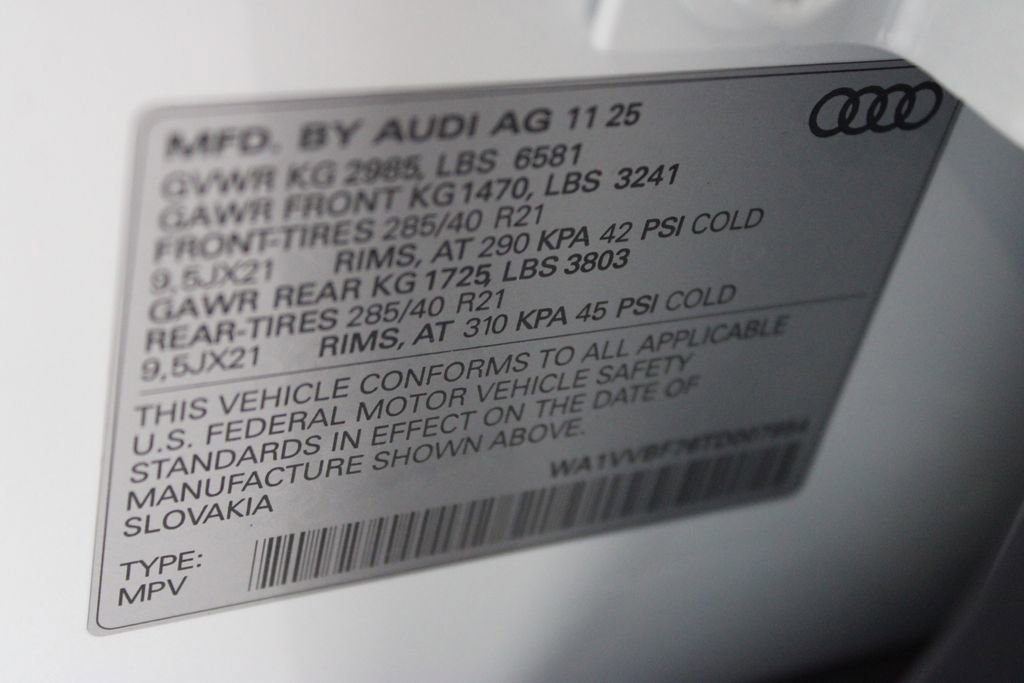 MFD. BY AUDI AG 11 25
GVWR KG 2985, LBS 6581
GAWR FRONT KG1470, LBS 3241
FRONT-TIRES 285/40 R21
9,5JX21 RIMS, AT 290 KPA 42 PSI COLD
GAWR REAR KG 1725, LBS 3803
REAR-TIRES 285/40 R21
9,5JX21 RIMS, AT 310 KPA 45 PSI COLD
THIS VEHICLE CONFORMS TO ALL APPLICABLE
U.S. FEDERAL MOTOR VEHICLE SAFETY
STANDARDS IN EFFECT ON THE DATE OF
MANUFACTURE SHOWN ABOVE.
SLOVAKIA
TYPE:
MPV